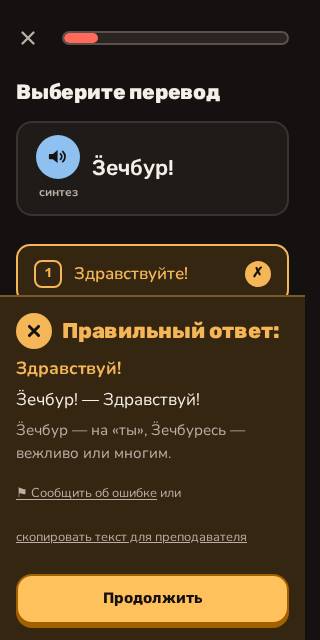 Выберите перевод
Ӟечбур!
синтез
1 Здравствуйте! ✗
Правильный ответ:
Здравствуй!
Ӟечбур! — Здравствуй!
Ӟечбур — на «ты», Ӟечбуресь —
вежливо или многим.
⚑ Сообщить об ошибке или
скопировать текст для преподавателя
Продолжить